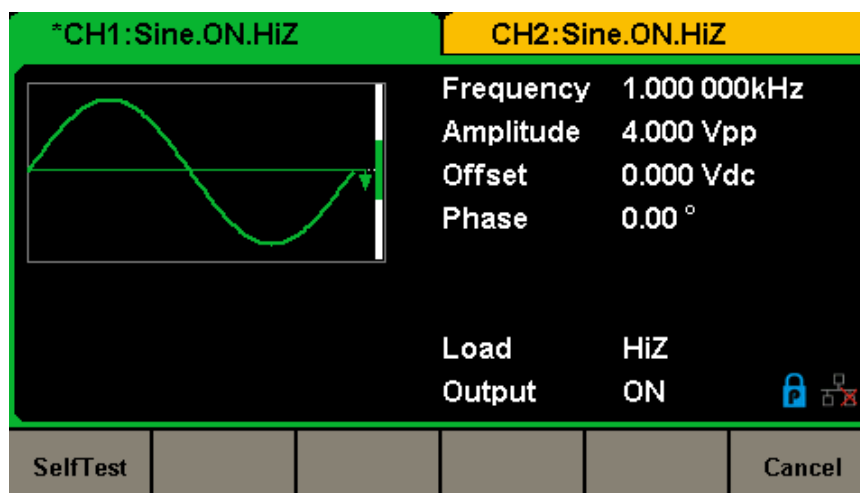 *CH1:Sine.ON.HiZ
CH2:Sine.ON.HiZ
Frequency 1.000 000kHz
Amplitude 4.000 Vpp
Offset 0.000 Vdc
Phase 0.00 °
Load HiZ
Output ON
P
SelfTest
Cancel